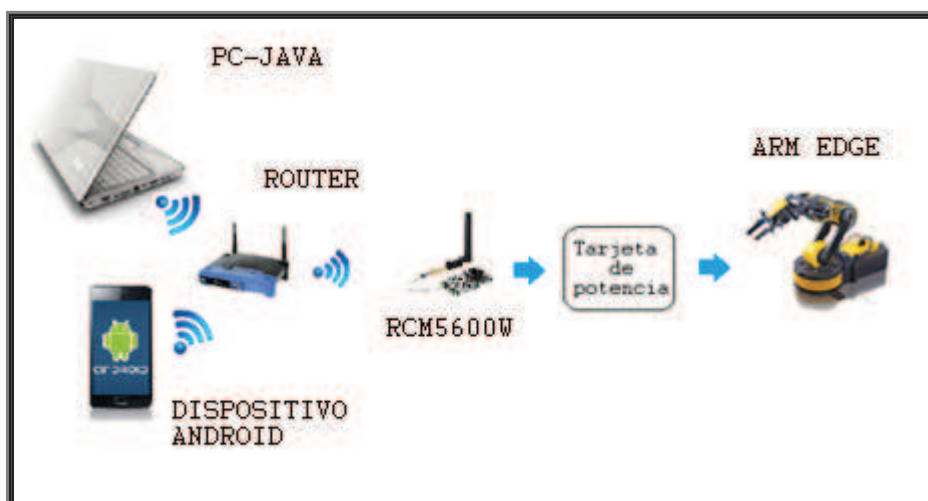 PC-JAVA
ROUTER
ARM EDGE
Tarjeta
de
potencia
RCM5600W
DISPOSITIVO
ANDROID